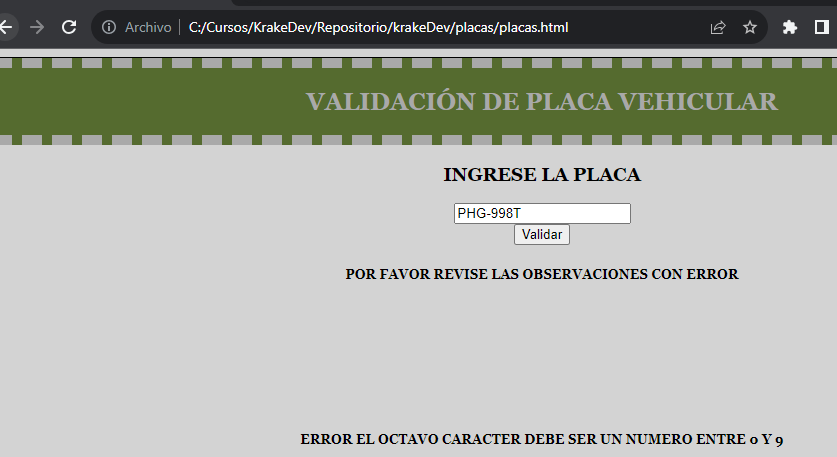 Archivo C:/Cursos/KrakeDev/Repositorio/krakeDev/placas/placas.html
VALIDACIÓN DE PLACA VEHICULAR
INGRESE LA PLACA
PHG-998T
Validar
POR FAVOR REVISE LAS OBSERVACIONES CON ERROR
ERROR EL OCTAVO CARACTER DEBE SER UN NUMERO ENTRE 0 Y 9